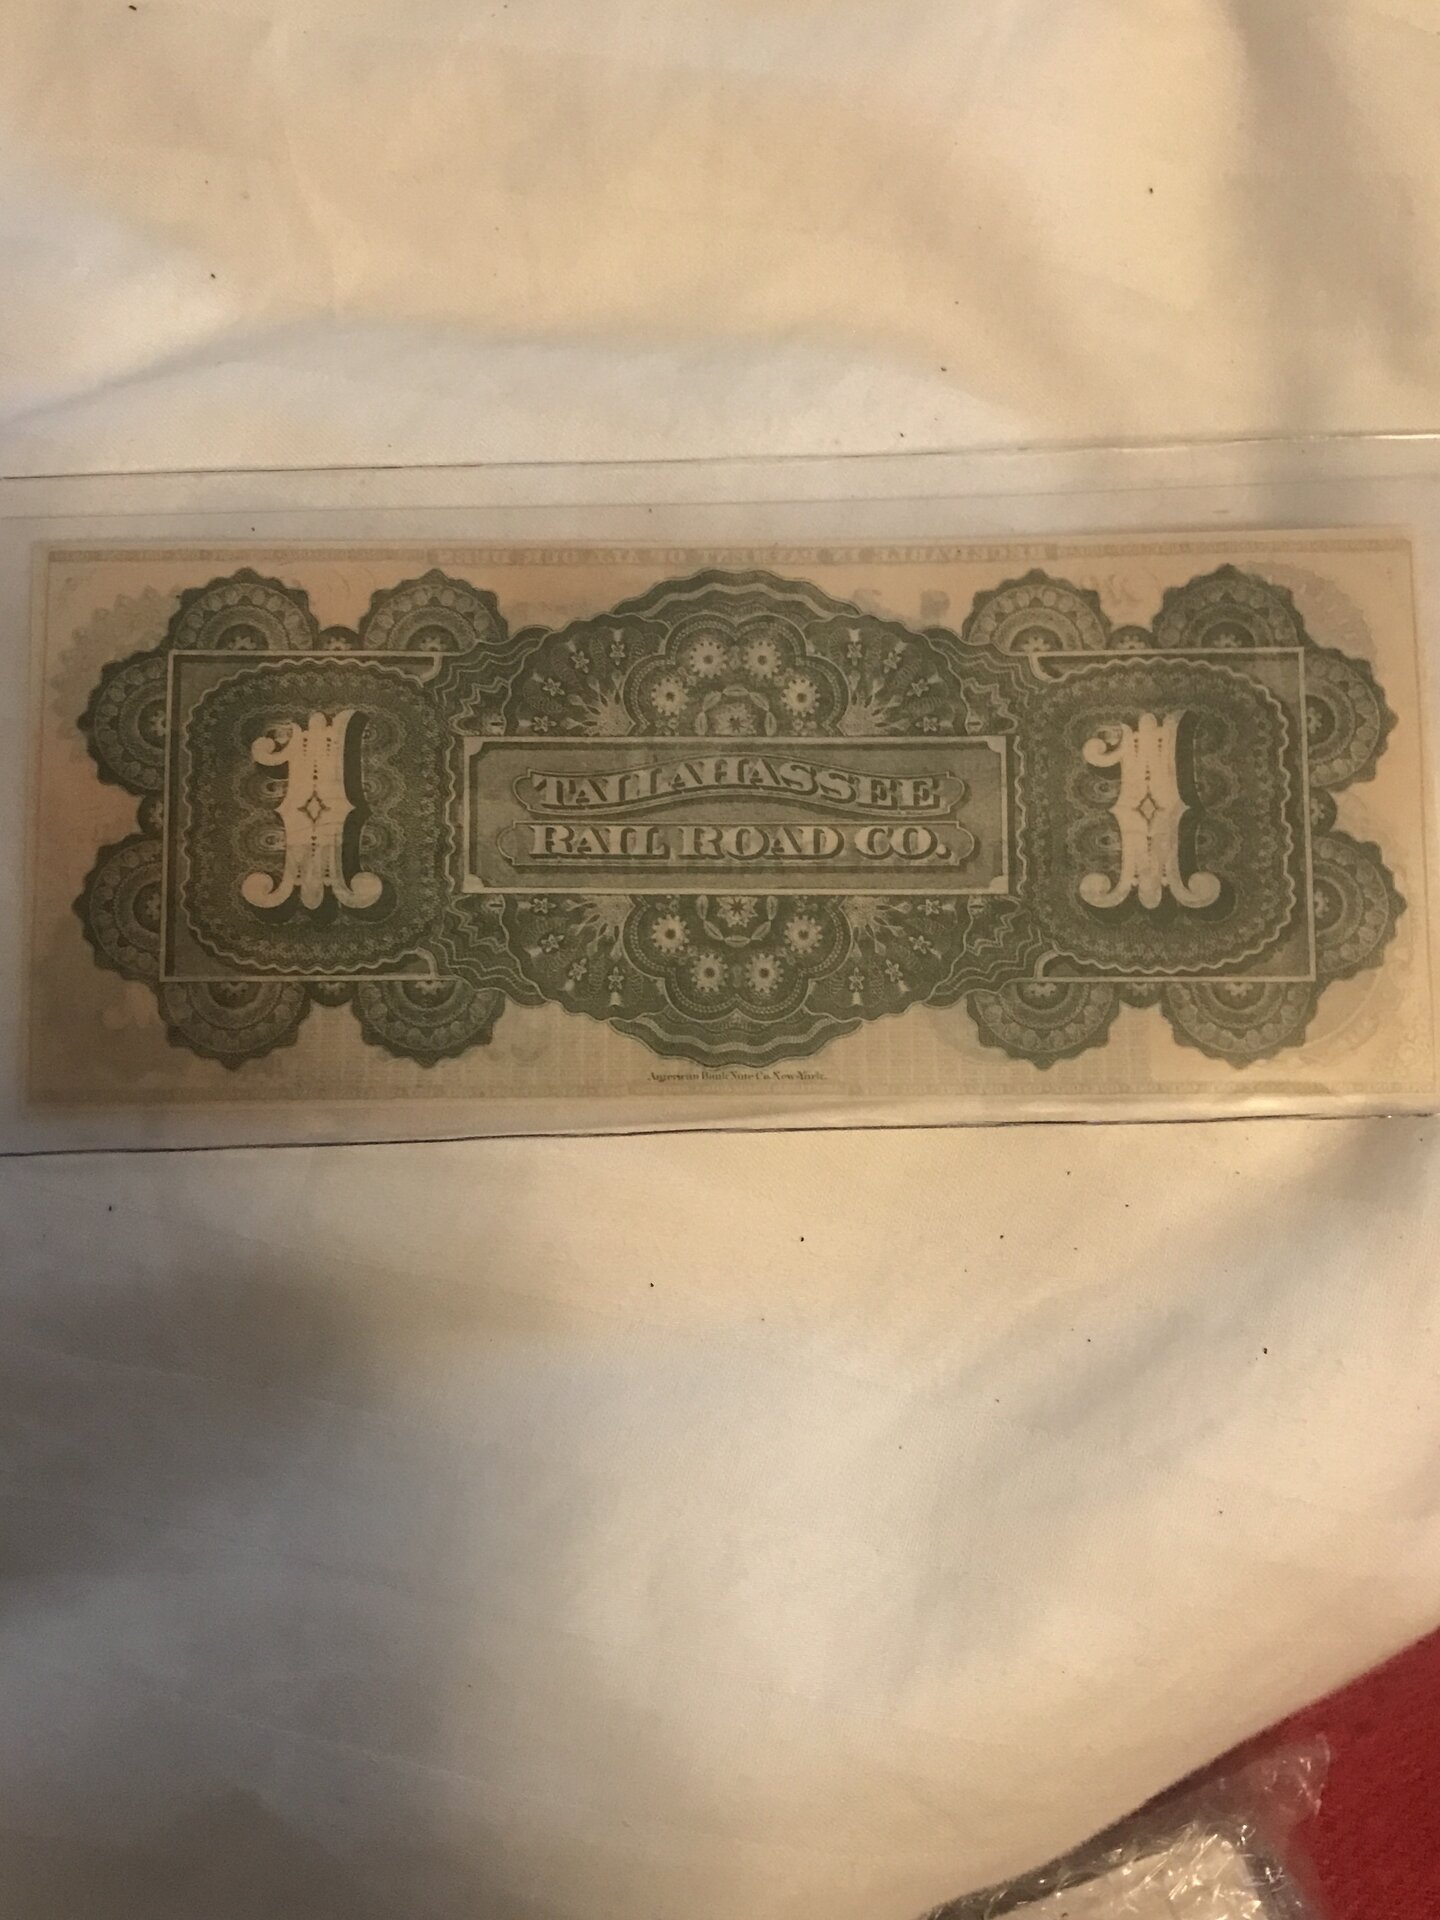 1
TALLAHASSEE
RAIL ROAD CO.
1
American Bank Note Co. New-York.